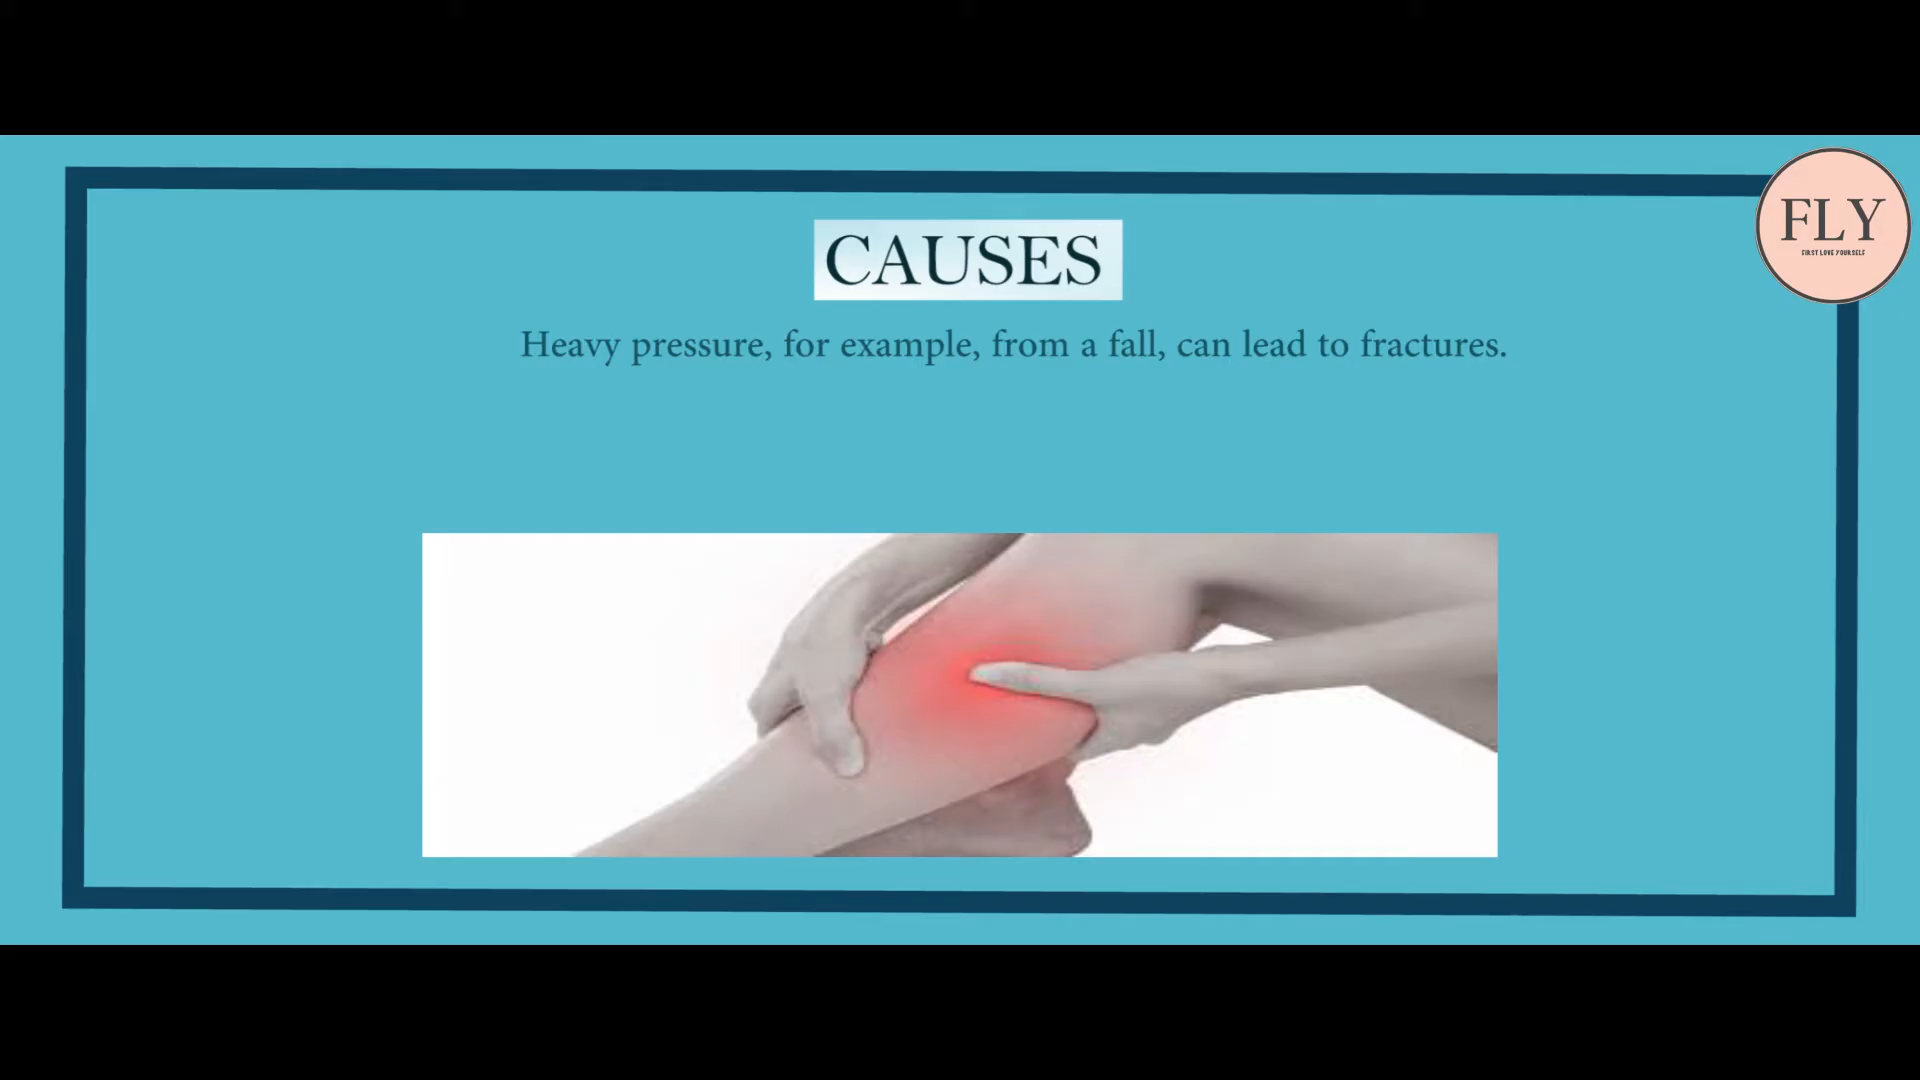 CAUSES
FLY
FIRST LOVE YOURSELF
Heavy pressure, for example, from a fall, can lead to fractures.